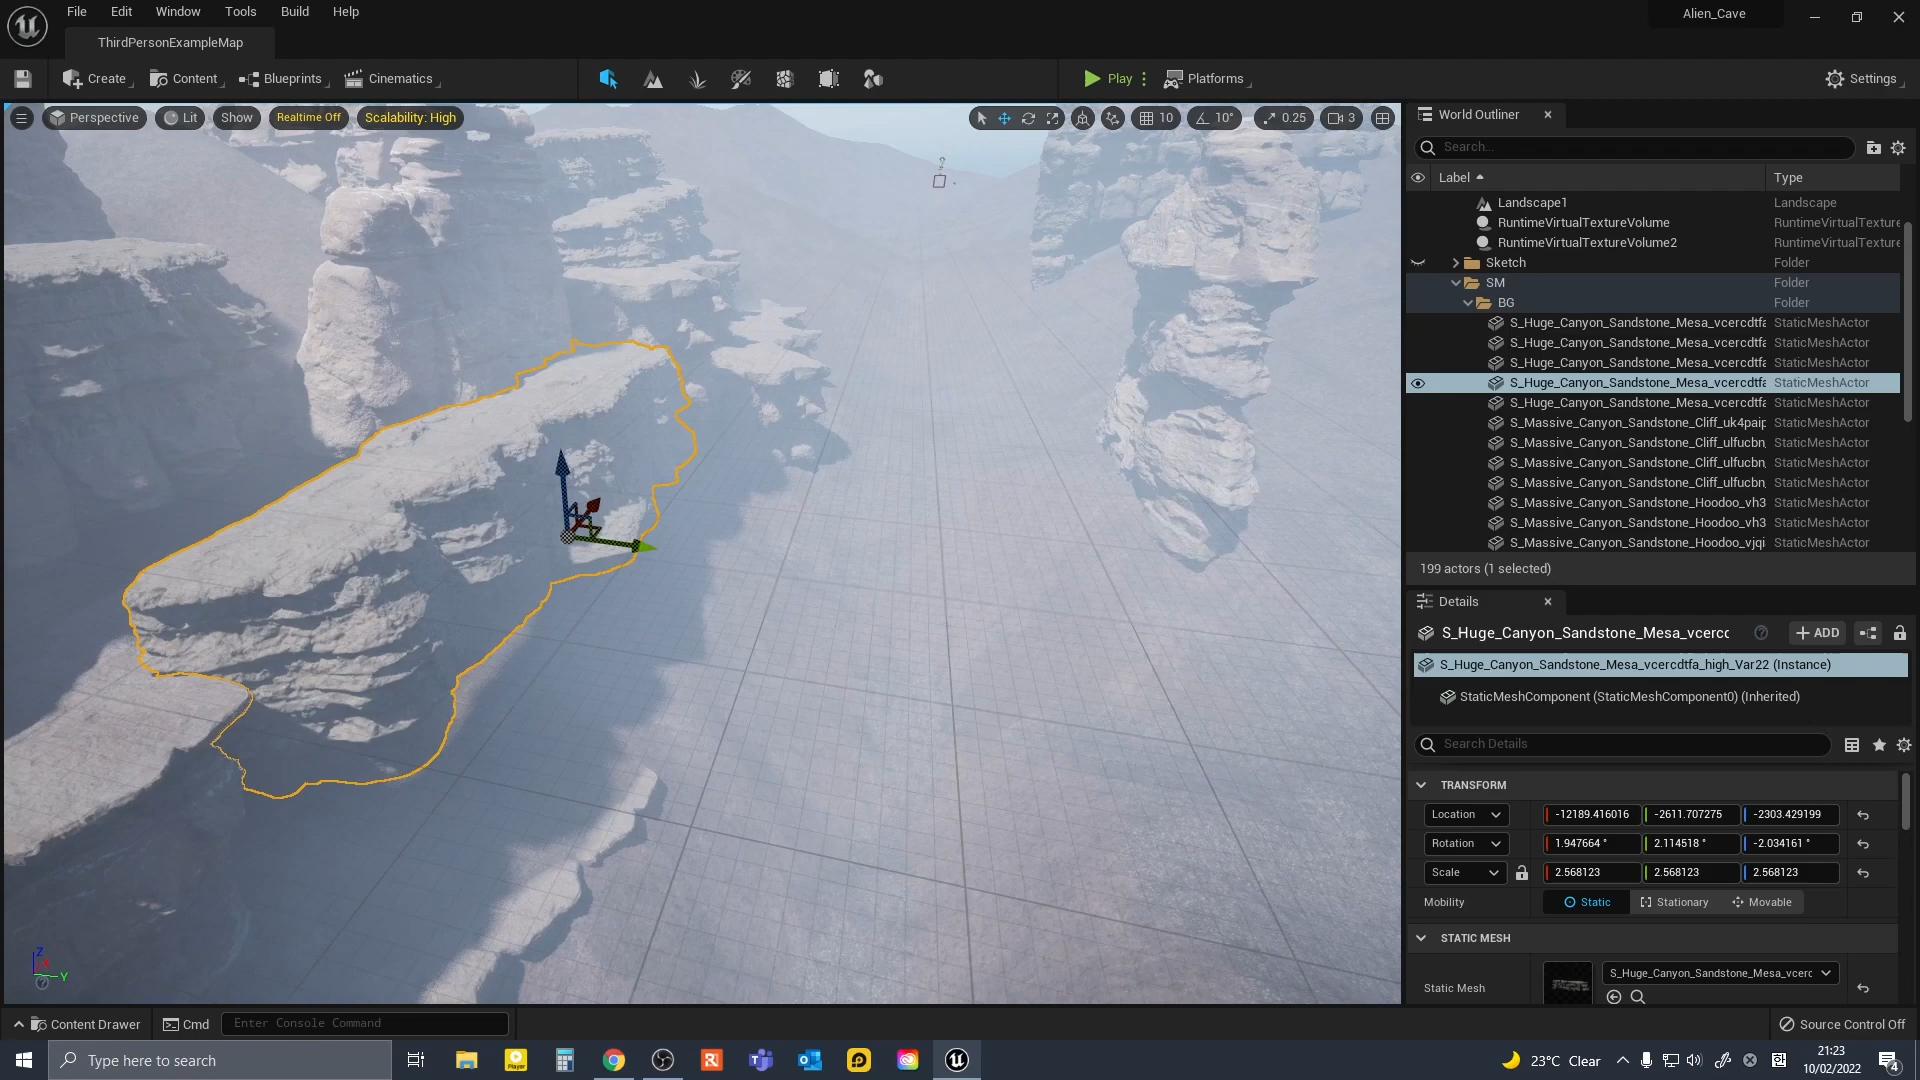 File Edit Window Tools Build Help
Alien_Cave
ThirdPersonExampleMap
Create Content Blueprints Cinematics Play Platforms Settings
Perspective Lit Show Realtime Off Scalability: High 10 10° 0.25 3
World Outliner
Search...
Label Type
Landscape1 Landscape
RuntimeVirtualTextureVolume RuntimeVirtualTexture
RuntimeVirtualTextureVolume2 RuntimeVirtualTexture
Sketch Folder
SM Folder
BG Folder
S_Huge_Canyon_Sandstone_Mesa_vcercdtfa StaticMeshActor
S_Huge_Canyon_Sandstone_Mesa_vcercdtfa StaticMeshActor
S_Huge_Canyon_Sandstone_Mesa_vcercdtfa StaticMeshActor
S_Huge_Canyon_Sandstone_Mesa_vcercdtfa StaticMeshActor
S_Huge_Canyon_Sandstone_Mesa_vcercdtfa StaticMeshActor
S_Massive_Canyon_Sandstone_Cliff_uk4paip StaticMeshActor
S_Massive_Canyon_Sandstone_Cliff_ulfucbn_ StaticMeshActor
S_Massive_Canyon_Sandstone_Cliff_ulfucbn_ StaticMeshActor
S_Massive_Canyon_Sandstone_Cliff_ulfucbn_ StaticMeshActor
S_Massive_Canyon_Sandstone_Hoodoo_vh3 StaticMeshActor
S_Massive_Canyon_Sandstone_Hoodoo_vh3 StaticMeshActor
S_Massive_Canyon_Sandstone_Hoodoo_vjqi StaticMeshActor
199 actors (1 selected)
Details
S_Huge_Canyon_Sandstone_Mesa_vcercc ADD
S_Huge_Canyon_Sandstone_Mesa_vcercdtfa_high_Var22 (Instance)
StaticMeshComponent (StaticMeshComponent0) (Inherited)
Search Details
TRANSFORM
Location -12189.416016 -2611.707275 -2303.429199
Rotation 1.947664 ° 2.114518 ° -2.034161 °
Scale 2.568123 2.568123 2.568123
Mobility Static Stationary Movable
STATIC MESH
S_Huge_Canyon_Sandstone_Mesa_vcerc
Static Mesh
Z
X
Y
Content Drawer Cmd Enter Console Command Source Control Off
Type here to search
Player
23°C Clear
21:23
10/02/2022
4